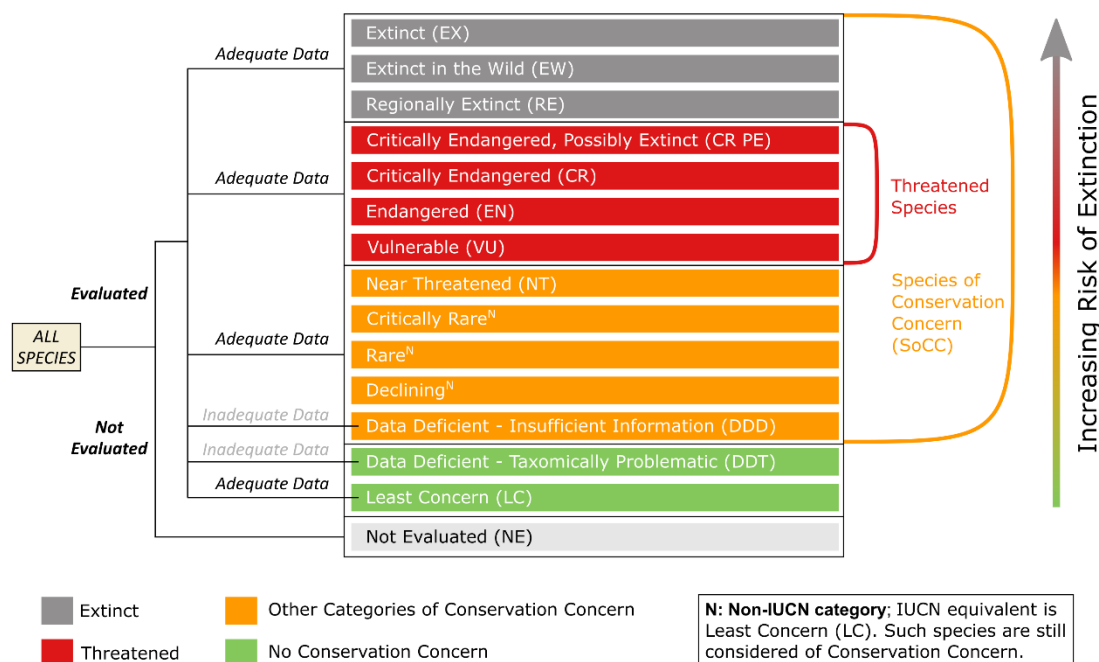 Adequate Data
Extinct (EX)
Extinct in the Wild (EW)
Regionally Extinct (RE)
Adequate Data
Critically Endangered, Possibly Extinct (CR PE)
Critically Endangered (CR)
Endangered (EN)
Vulnerable (VU)
Threatened
Species
Evaluated
ALL
SPECIES
Not
Evaluated
Adequate Data
Near Threatened (NT)
Critically Rareᴺ
Rareᴺ
Decliningᴺ
Species of
Conservation
Concern
(SoCC)
Inadequate Data
Data Deficient - Insufficient Information (DDD)
Inadequate Data
Data Deficient - Taxomically Problematic (DDT)
Adequate Data
Least Concern (LC)
Not Evaluated (NE)
Increasing Risk of Extinction
Extinct
Other Categories of Conservation Concern
Threatened
No Conservation Concern
N: Non-IUCN category; IUCN equivalent is
Least Concern (LC). Such species are still
considered of Conservation Concern.